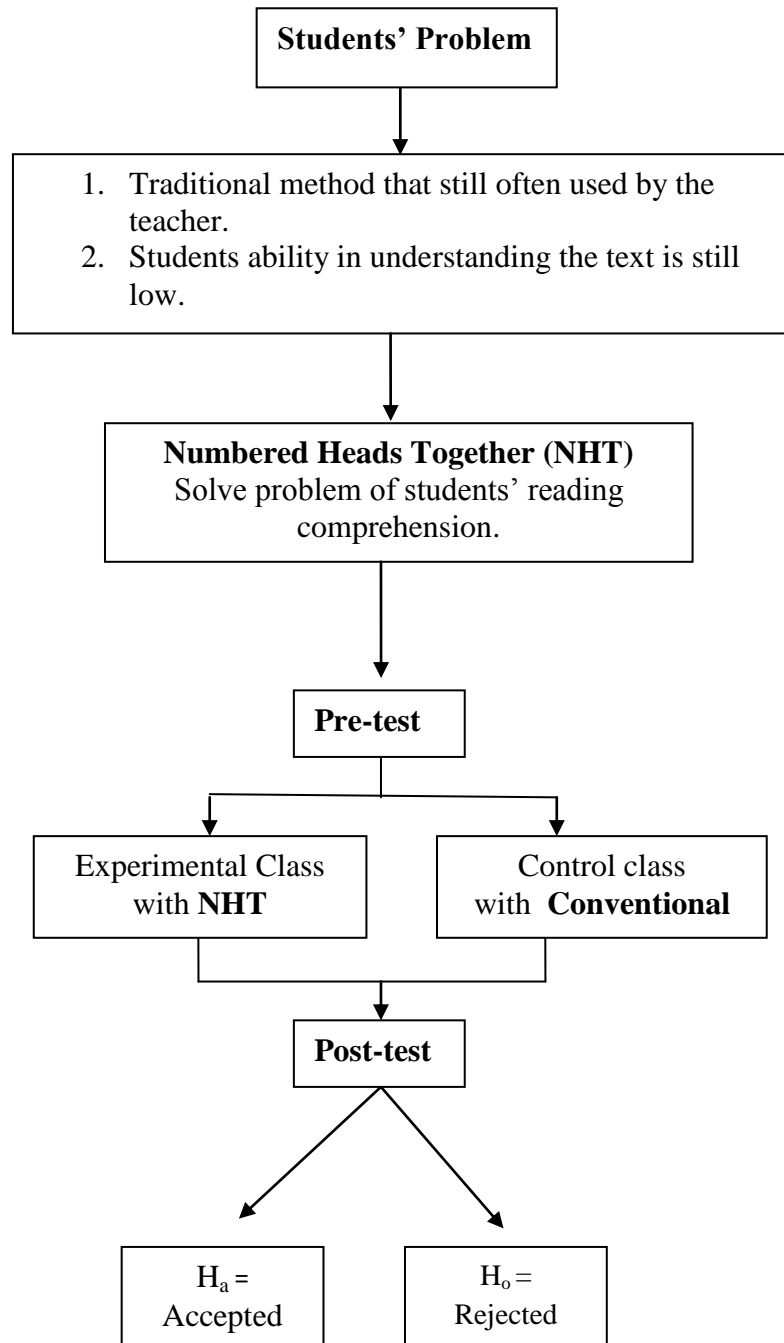 Students’ Problem
1. Traditional method that still often used by the
teacher.
2. Students ability in understanding the text is still
low.
Numbered Heads Together (NHT)
Solve problem of students’ reading
comprehension.
Pre-test
Experimental Class
with NHT
Control class
with Conventional
Post-test
Hₐ =
Accepted
Hₒ =
Rejected